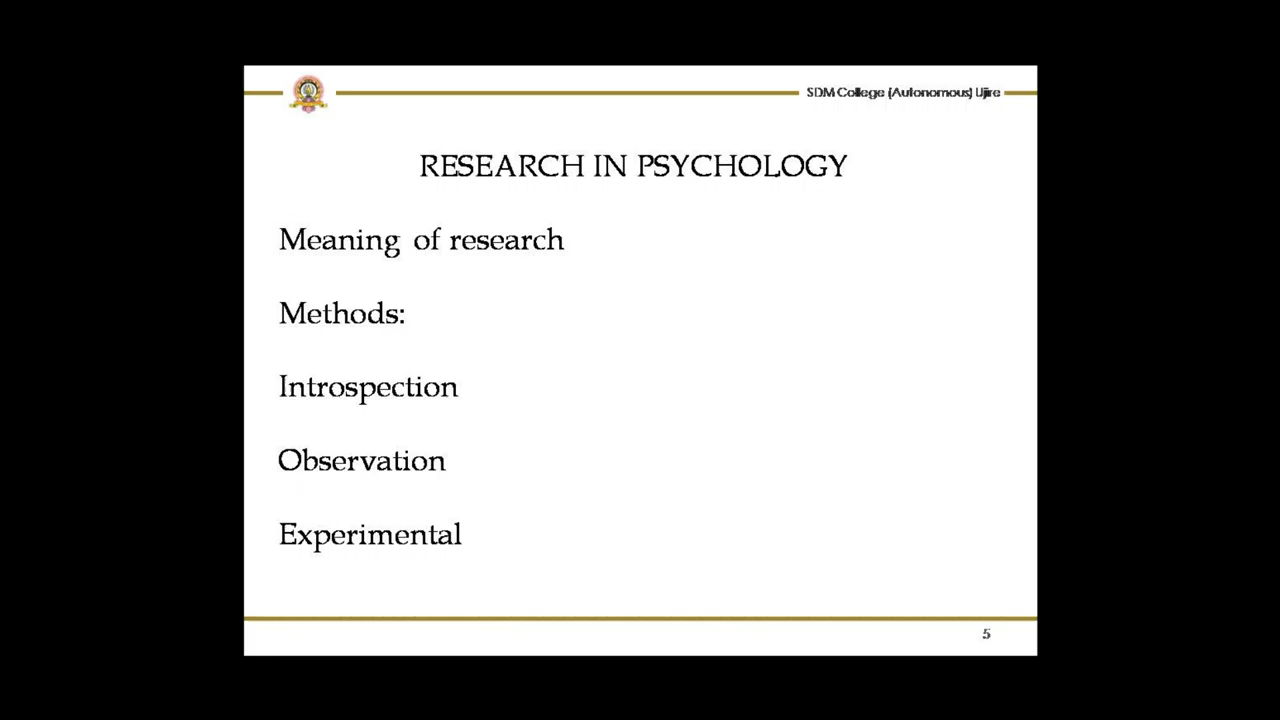 SDM College (Autonomous) Ujire
RESEARCH IN PSYCHOLOGY
Meaning of research
Methods:
Introspection
Observation
Experimental
5